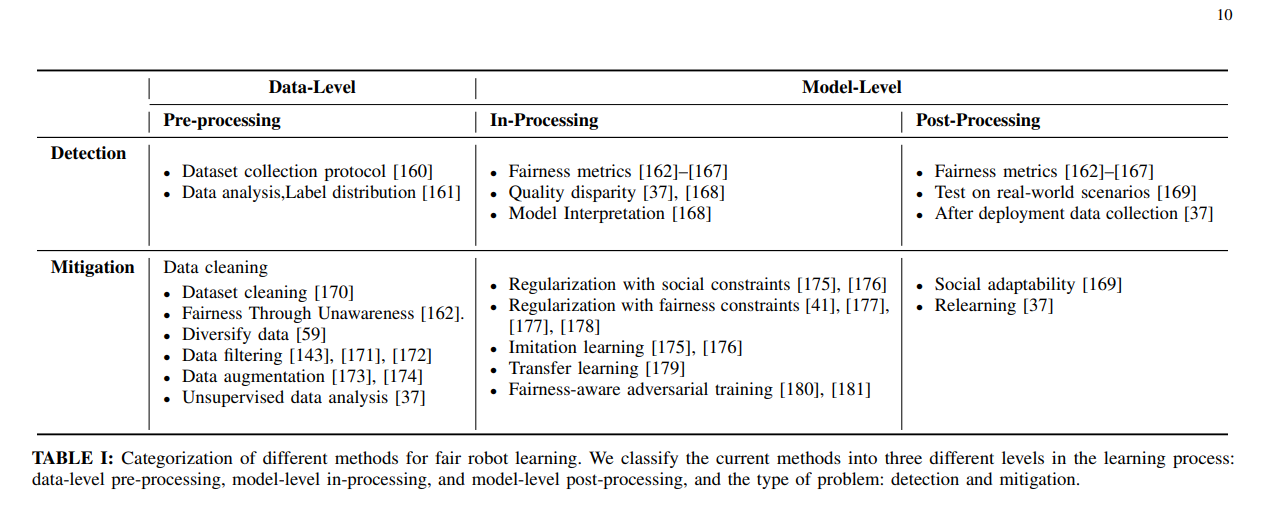 10
Data-Level
Model-Level
Pre-processing
In-Processing
Post-Processing
Detection
• Dataset collection protocol [160]
• Data analysis,Label distribution [161]
• Fairness metrics [162]–[167]
• Quality disparity [37], [168]
• Model Interpretation [168]
• Fairness metrics [162]–[167]
• Test on real-world scenarios [169]
• After deployment data collection [37]
Mitigation
Data cleaning
• Dataset cleaning [170]
• Fairness Through Unawareness [162].
• Diversify data [59]
• Data filtering [143], [171], [172]
• Data augmentation [173], [174]
• Unsupervised data analysis [37]
• Regularization with social constraints [175], [176]
• Regularization with fairness constraints [41], [177],
[177], [178]
• Imitation learning [175], [176]
• Transfer learning [179]
• Fairness-aware adversarial training [180], [181]
• Social adaptability [169]
• Relearning [37]
TABLE I: Categorization of different methods for fair robot learning. We classify the current methods into three different levels in the learning process:
data-level pre-processing, model-level in-processing, and model-level post-processing, and the type of problem: detection and mitigation.